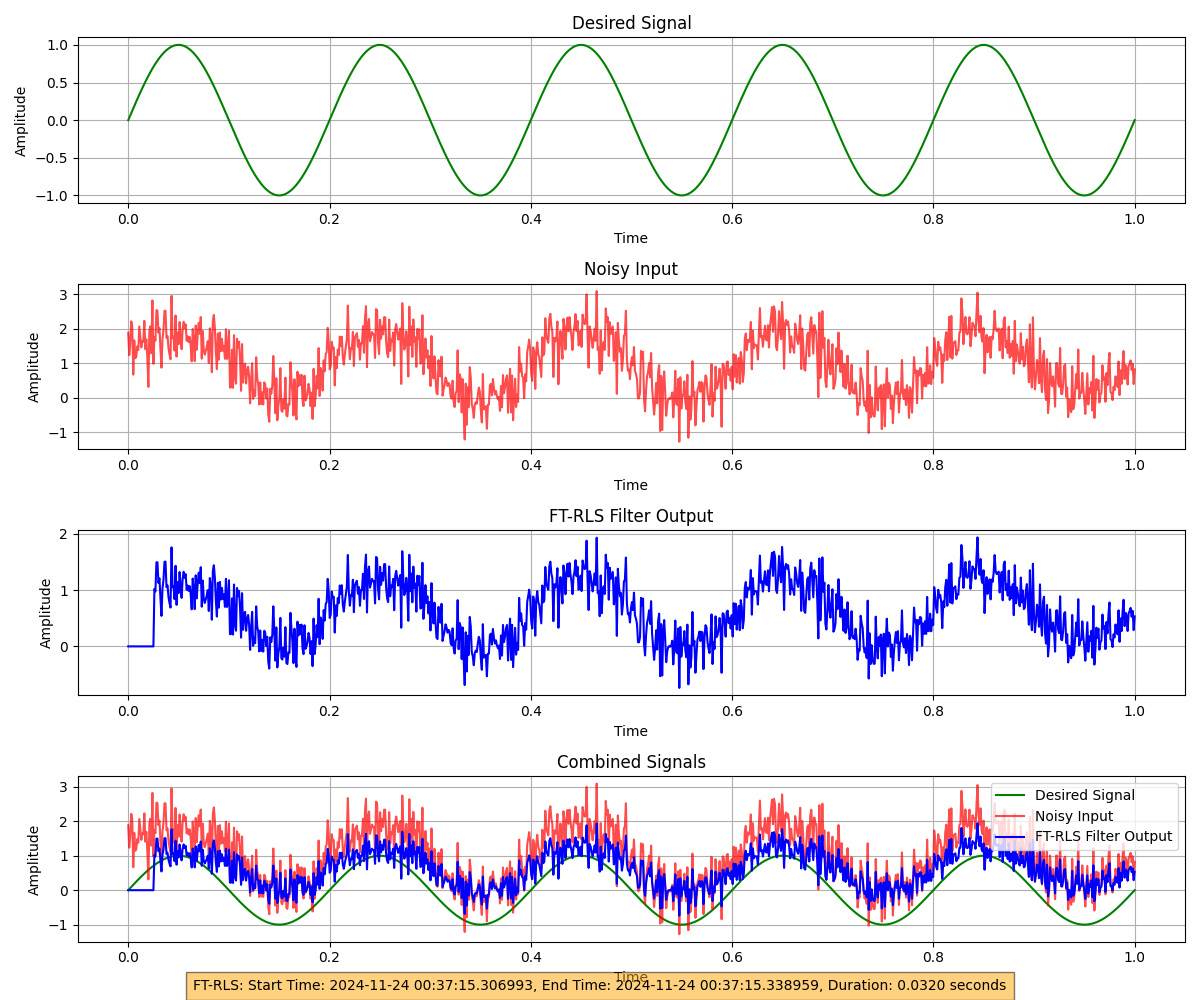 Desired Signal
1.0
0.5
0.0
−0.5
−1.0
Amplitude
0.0 0.2 0.4 0.6 0.8 1.0
Time
Noisy Input
3
2
1
0
−1
Amplitude
0.0 0.2 0.4 0.6 0.8 1.0
Time
FT-RLS Filter Output
2
1
0
Amplitude
0.0 0.2 0.4 0.6 0.8 1.0
Time
Combined Signals
3
2
1
0
−1
Amplitude
Desired Signal
Noisy Input
FT-RLS Filter Output
0.0 0.2 0.4 0.6 0.8 1.0
Time
FT-RLS: Start Time: 2024-11-24 00:37:15.306993, End Time: 2024-11-24 00:37:15.338959, Duration: 0.0320 seconds